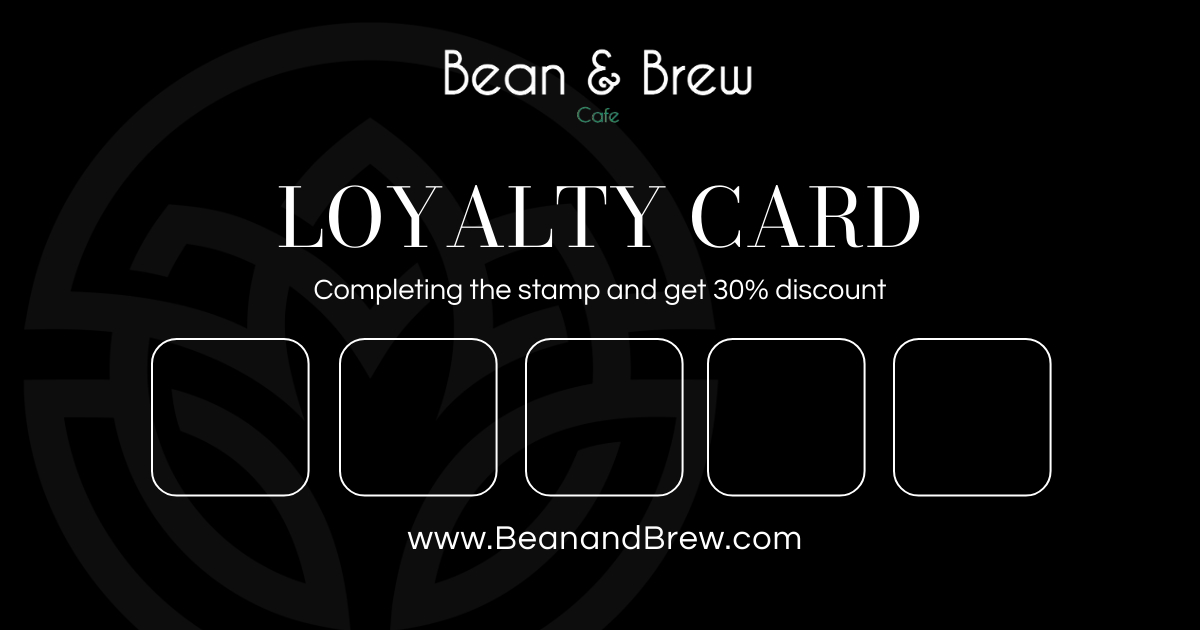 Bean & Brew
Cafe
LOYALTY CARD
Completing the stamp and get 30% discount
www.BeanandBrew.com